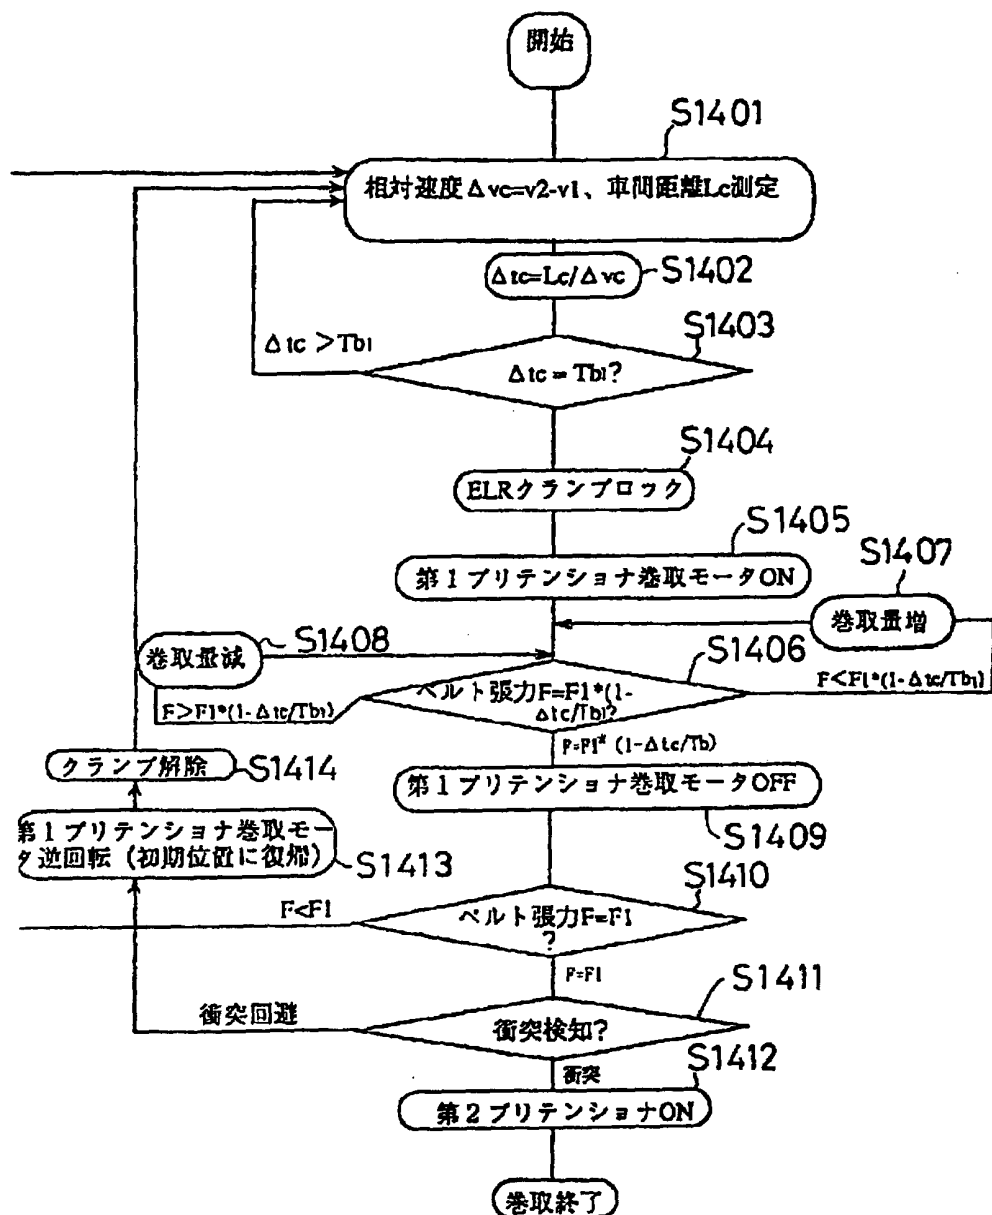 開始
S1401
相対速度Δvc=v2-v1、車間距離Lc測定
Δtc=Lc/Δvc
S1402
S1403
Δtc＞Tb1
Δtc=Tb1?
S1404
ELRクランプロック
S1405
第１プリテンショナ巻取モータON
S1407
巻取量増
S1408
巻取量減
S1406
ベルト張力F=F1*(1-
Δtc/Tb1?
F<F1*(1-Δtc/Tb1)
F>F1*(1-Δtc/Tb1)
F=F1* (1-Δtc/Tb)
クランプ解除
S1414
第１プリテンショナ巻取モータOFF
S1409
第１プリテンショナ巻取モー
タ逆回転（初期位置に復帰）
S1413
S1410
F<F1
ベルト張力F=F1
?
F=F1
S1411
衝突回避
衝突検知?
衝突
S1412
第２プリテンショナON
巻取終了